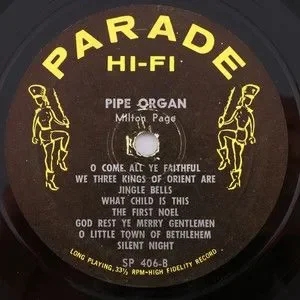 PARADE
HI-FI
PIPE ORGAN
Milton Page
O COME ALL YE FAITHFUL
WE THREE KINGS OF ORIENT ARE
JINGLE BELLS
WHAT CHILD IS THIS
THE FIRST NOEL
GOD REST YE MERRY GENTLEMEN
O LITTLE TOWN OF BETHLEHEM
SILENT NIGHT
SP 406-B
LONG PLAYING, 33⅓ RPM-HIGH FIDELITY RECORD